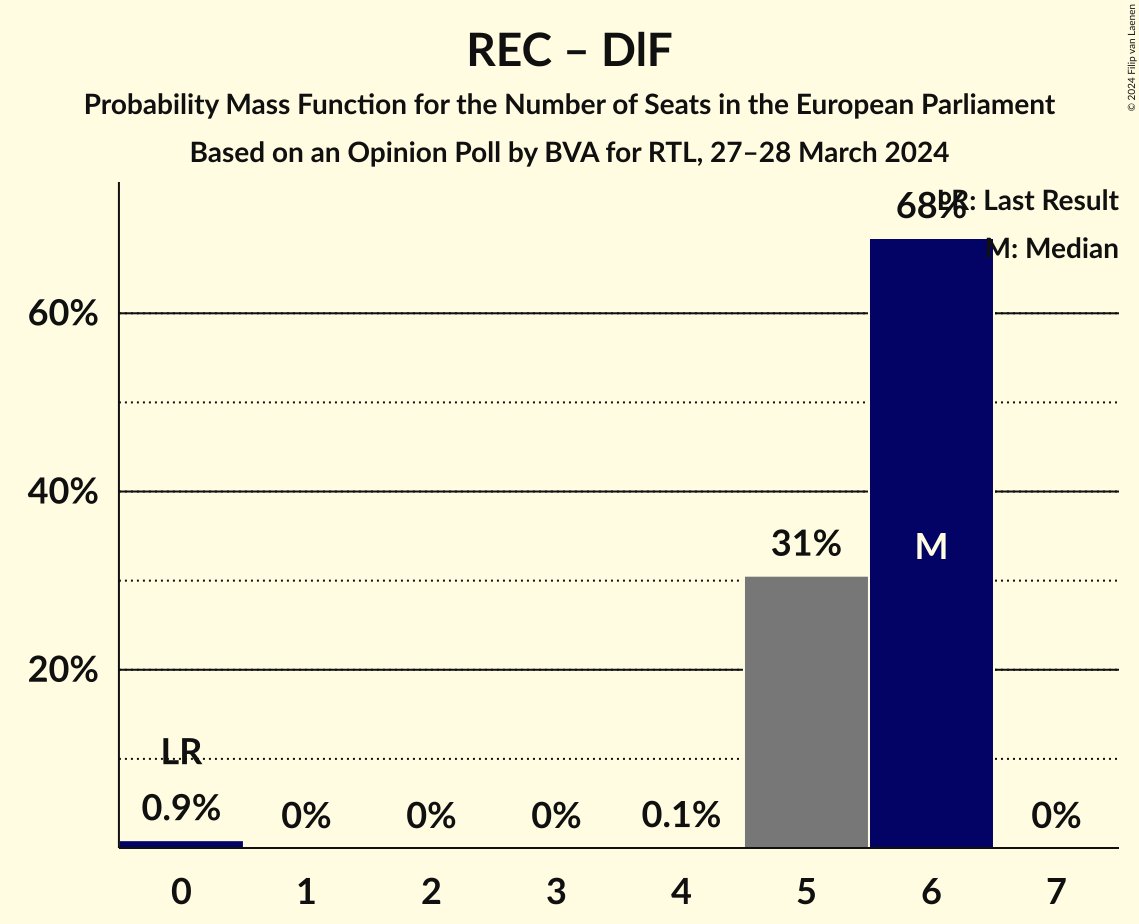 REC – DlF
Probability Mass Function for the Number of Seats in the European Parliament
Based on an Opinion Poll by BVA for RTL, 27–28 March 2024
© 2024 Filip van Laenen
LR: Last Result
M: Median
68%
60%
40%
31%
M
20%
LR
0.9%
0%
0%
0%
0.1%
0%
0
1
2
3
4
5
6
7